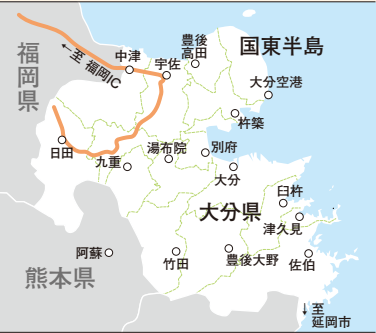 福岡県
←至 福岡IC
中津
宇佐
豊後
高田
国東半島
大分空港
杵築
日田
九重
湯布院
別府
大分
大分県
臼杵
津久見
阿蘇
竹田
豊後大野
佐伯
熊本県
↓至
延岡市